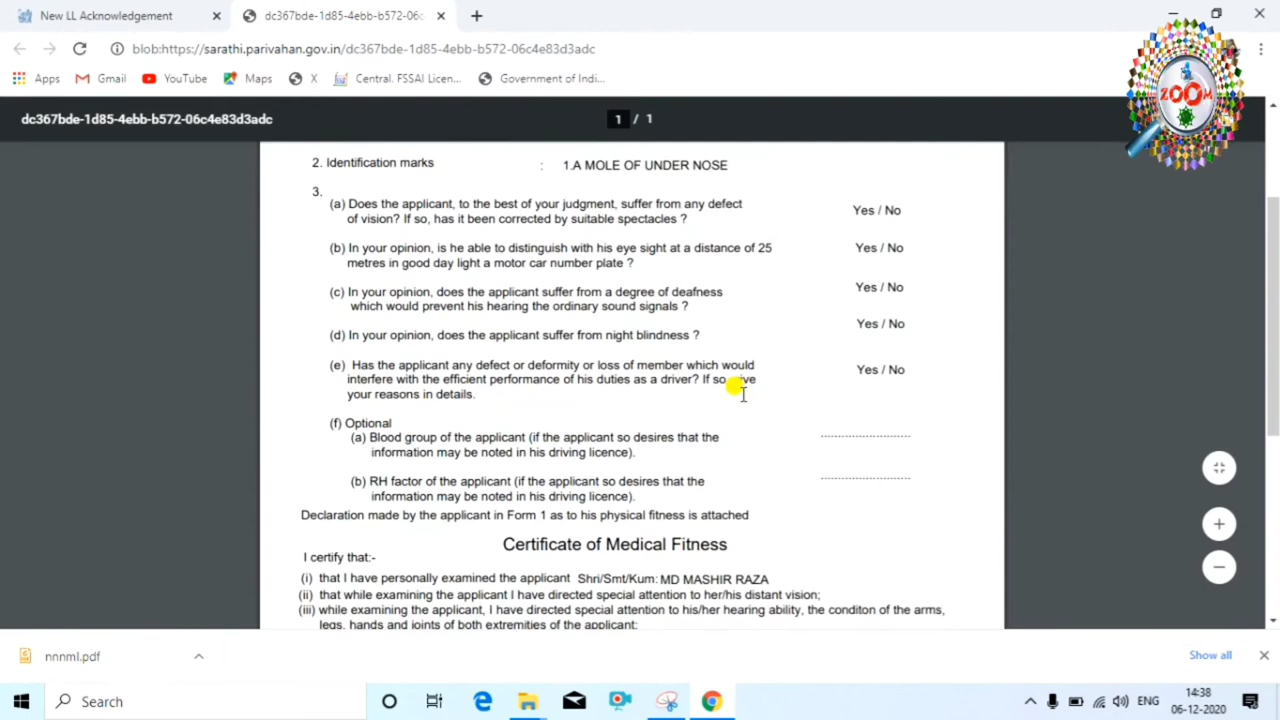 New LL Acknowledgement
dc367bde-1d85-4ebb-b572-06c
blob:https://sarathi.parivahan.gov.in/dc367bde-1d85-4ebb-b572-06c4e83d3adc
Apps Gmail YouTube Maps X Central. FSSAI Licen... Government of Indi...
ZOOM
dc367bde-1d85-4ebb-b572-06c4e83d3adc
1 / 1
2. Identification marks : 1.A MOLE OF UNDER NOSE
3.
(a) Does the applicant, to the best of your judgment, suffer from any defect
of vision? If so, has it been corrected by suitable spectacles ?
Yes / No
(b) In your opinion, is he able to distinguish with his eye sight at a distance of 25
metres in good day light a motor car number plate ?
Yes / No
(c) In your opinion, does the applicant suffer from a degree of deafness
which would prevent his hearing the ordinary sound signals ?
Yes / No
(d) In your opinion, does the applicant suffer from night blindness ?
Yes / No
(e) Has the applicant any defect or deformity or loss of member which would
interfere with the efficient performance of his duties as a driver? If so
your reasons in details.
Yes / No
(f) Optional
(a) Blood group of the applicant (if the applicant so desires that the
information may be noted in his driving licence).
(b) RH factor of the applicant (if the applicant so desires that the
information may be noted in his driving licence).
Declaration made by the applicant in Form 1 as to his physical fitness is attached
Certificate of Medical Fitness
I certify that:-
(i) that I have personally examined the applicant Shri/Smt/Kum: MD MASHIR RAZA
(ii) that while examining the applicant I have directed special attention to her/his distant vision;
(iii) while examining the applicant, I have directed special attention to his/her hearing ability, the conditon of the arms,
legs, hands and joints of both extremities of the applicant;
nnnml.pdf
Show all
Search
ENG
14:38
06-12-2020